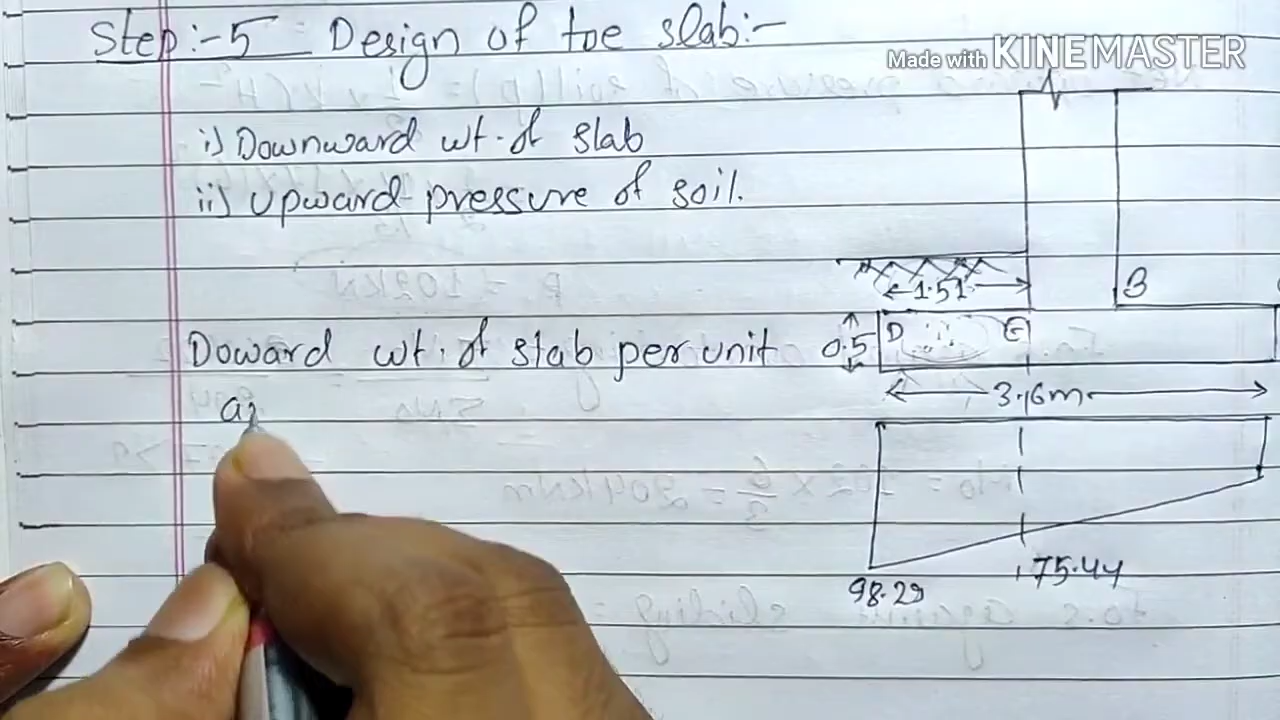 Made with KINEMASTER
Step:-5 Design of toe slab:-
i) Downward wt. of slab
ii) Upward pressure of soil.
1.51
B
Doward wt. of slab per unit
0.5
D
3.16m
98.29
75.44